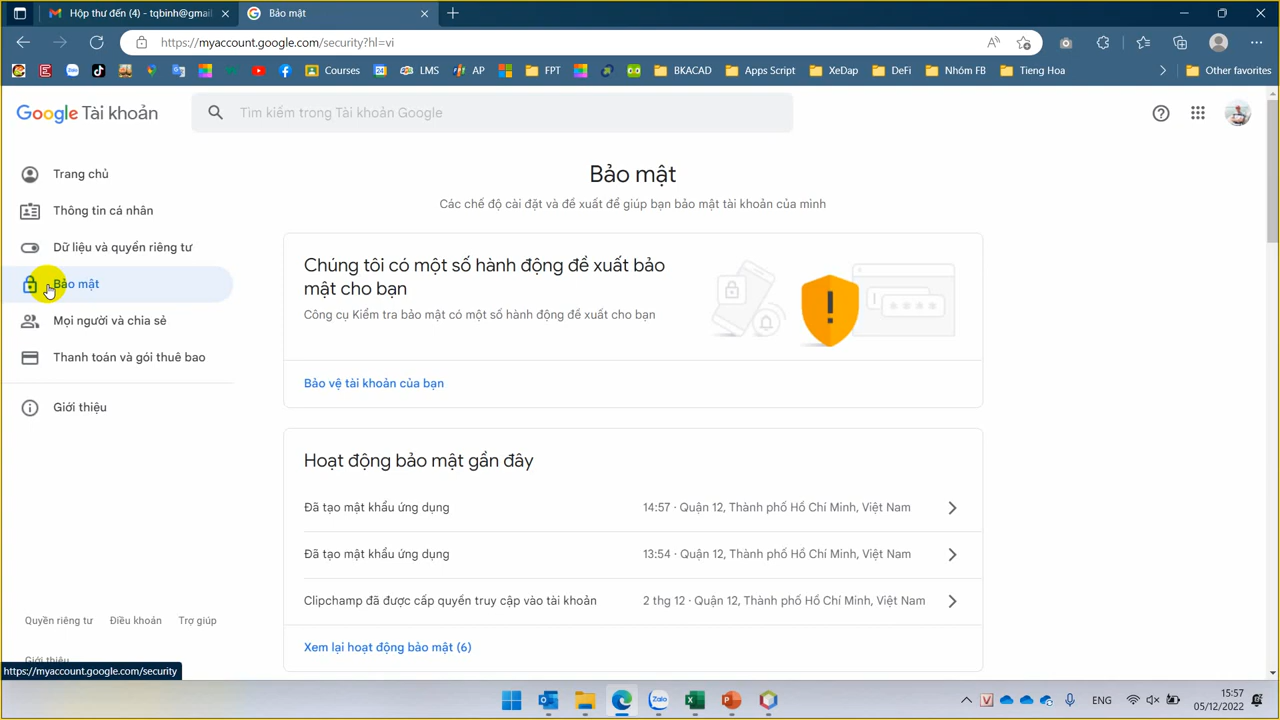 Hộp thư đến (4) - tqbinh@gmai
Bảo mật
https://myaccount.google.com/security?hl=vi
Courses
LMS
AP
FPT
BKACAD
Apps Script
XeDap
DeFi
Nhóm FB
Tieng Hoa
Other favorites
Google Tài khoản
Tìm kiếm trong Tài khoản Google
Trang chủ
Thông tin cá nhân
Dữ liệu và quyền riêng tư
Bảo mật
Mọi người và chia sẻ
Thanh toán và gói thuê bao
Giới thiệu
Bảo mật
Các chế độ cài đặt và đề xuất để giúp bạn bảo mật tài khoản của mình
Chúng tôi có một số hành động đề xuất bảo
mật cho bạn
Công cụ Kiểm tra bảo mật có một số hành động đề xuất cho bạn
Bảo vệ tài khoản của bạn
Hoạt động bảo mật gần đây
Đã tạo mật khẩu ứng dụng 14:57 · Quận 12, Thành phố Hồ Chí Minh, Việt Nam
Đã tạo mật khẩu ứng dụng 13:54 · Quận 12, Thành phố Hồ Chí Minh, Việt Nam
Clipchamp đã được cấp quyền truy cập vào tài khoản 2 thg 12 · Quận 12, Thành phố Hồ Chí Minh, Việt Nam
Xem lại hoạt động bảo mật (6)
Quyền riêng tư Điều khoản Trợ giúp
Giới thiệu
https://myaccount.google.com/security
Zalo
ENG
15:57
05/12/2022